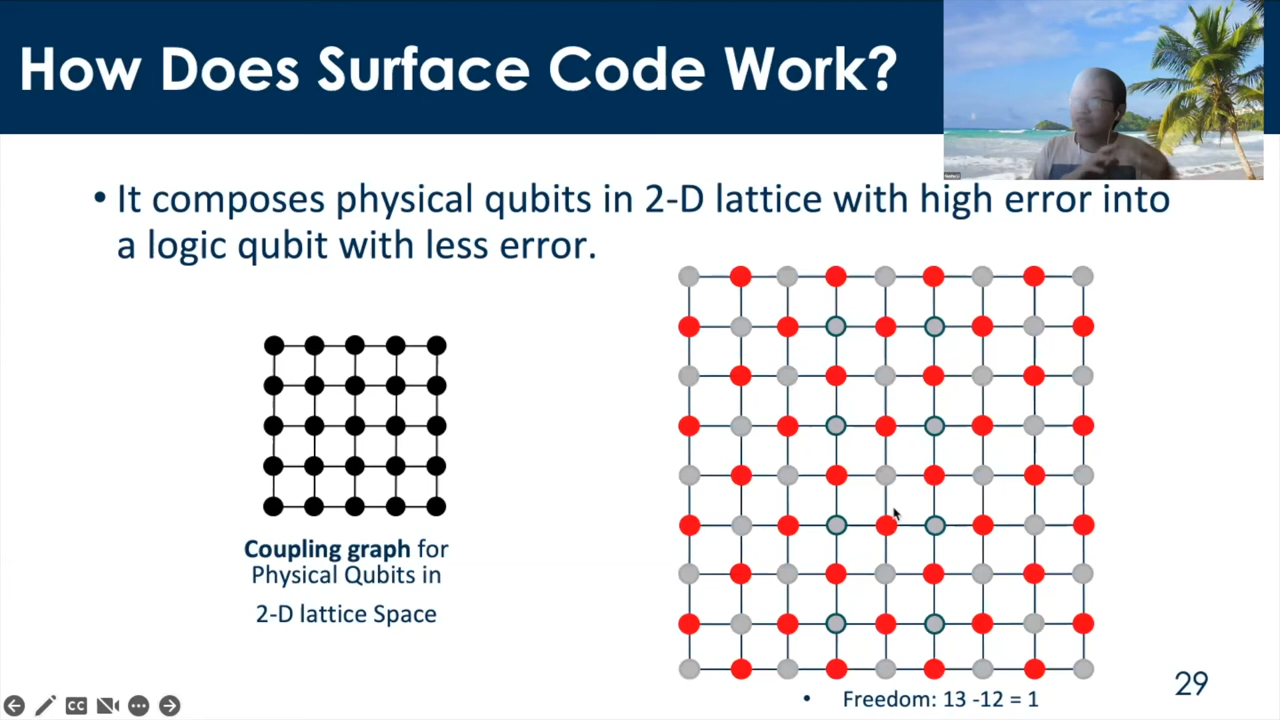 How Does Surface Code Work?
• It composes physical qubits in 2-D lattice with high error into
a logic qubit with less error.
Coupling graph for
Physical Qubits in
2-D lattice Space
• Freedom: 13 -12 = 1
29
CC